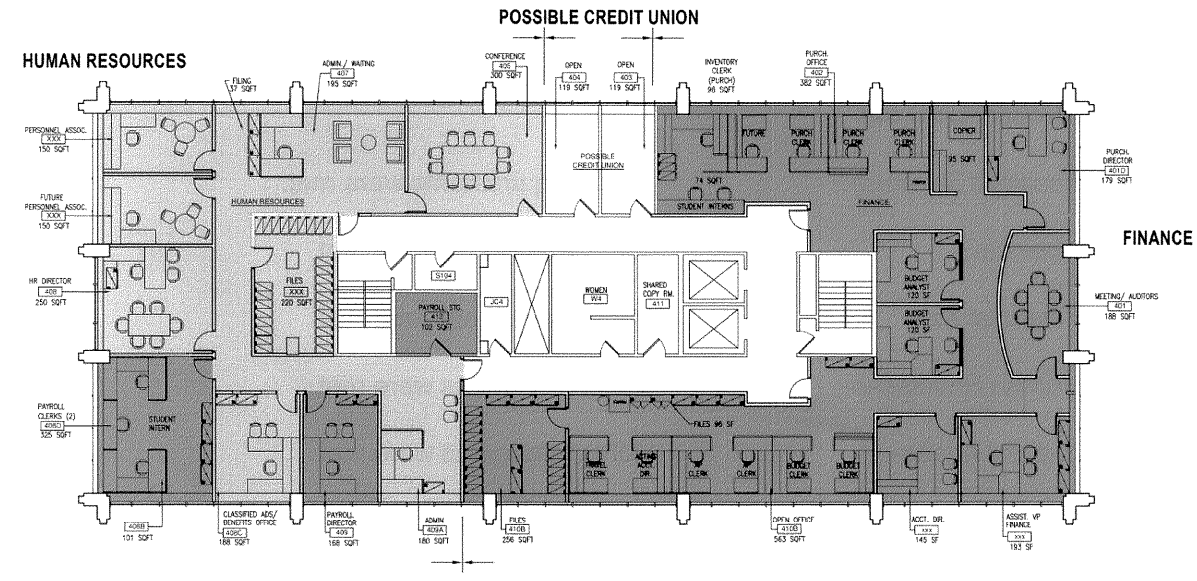 POSSIBLE CREDIT UNION
HUMAN RESOURCES
FINANCE
FILING
37 SQFT
ADMIN./ WAITING
407
195 SQFT
CONFERENCE
405
300 SQFT
OPEN
404
119 SQFT
OPEN
403
119 SQFT
INVENTORY
CLERK
(PURCH)
96 SQFT
PURCH.
OFFICE
402
382 SQFT
PERSONNEL ASSOC.
XXX
150 SQFT
FUTURE
PERSONNEL ASSOC.
XXX
150 SQFT
HR DIRECTOR
408
250 SQFT
PAYROLL
CLERKS (2)
406D
325 SQFT
STUDENT
INTERN
HUMAN RESOURCES
FILES
XXX
220 SQFT
POSSIBLE
CREDIT UNION
FUTURE
PURCH
CLERK
PURCH
CLERK
PURCH
CLERK
COPIER
95 SQFT
74 SQFT
STUDENT INTERNS
FINANCE
PURCH.
DIRECTOR
401D
179 SQFT
S104
PAYROLL STG.
412
102 SQFT
JC4
WOMEN
W4
SHARED
COPY RM.
411
BUDGET
ANALYST
120 SF
BUDGET
ANALYST
120 SF
MEETING/ AUDITORS
401
188 SQFT
FILES 96 SF
TRAVEL
CLERK
ACTING
ACCT.
DIR.
AP
CLERK
AP
CLERK
BUDGET
CLERK
BUDGET
CLERK
406B
101 SQFT
CLASSIFIED ADS/
BENEFITS OFFICE
408C
188 SQFT
PAYROLL
DIRECTOR
409
168 SQFT
ADMIN
409A
180 SQFT
FILES
410B
256 SQFT
OPEN OFFICE
410B
563 SQFT
ACCT. DIR.
XXX
145 SF
ASSIST. VP
FINANCE
XXX
193 SF